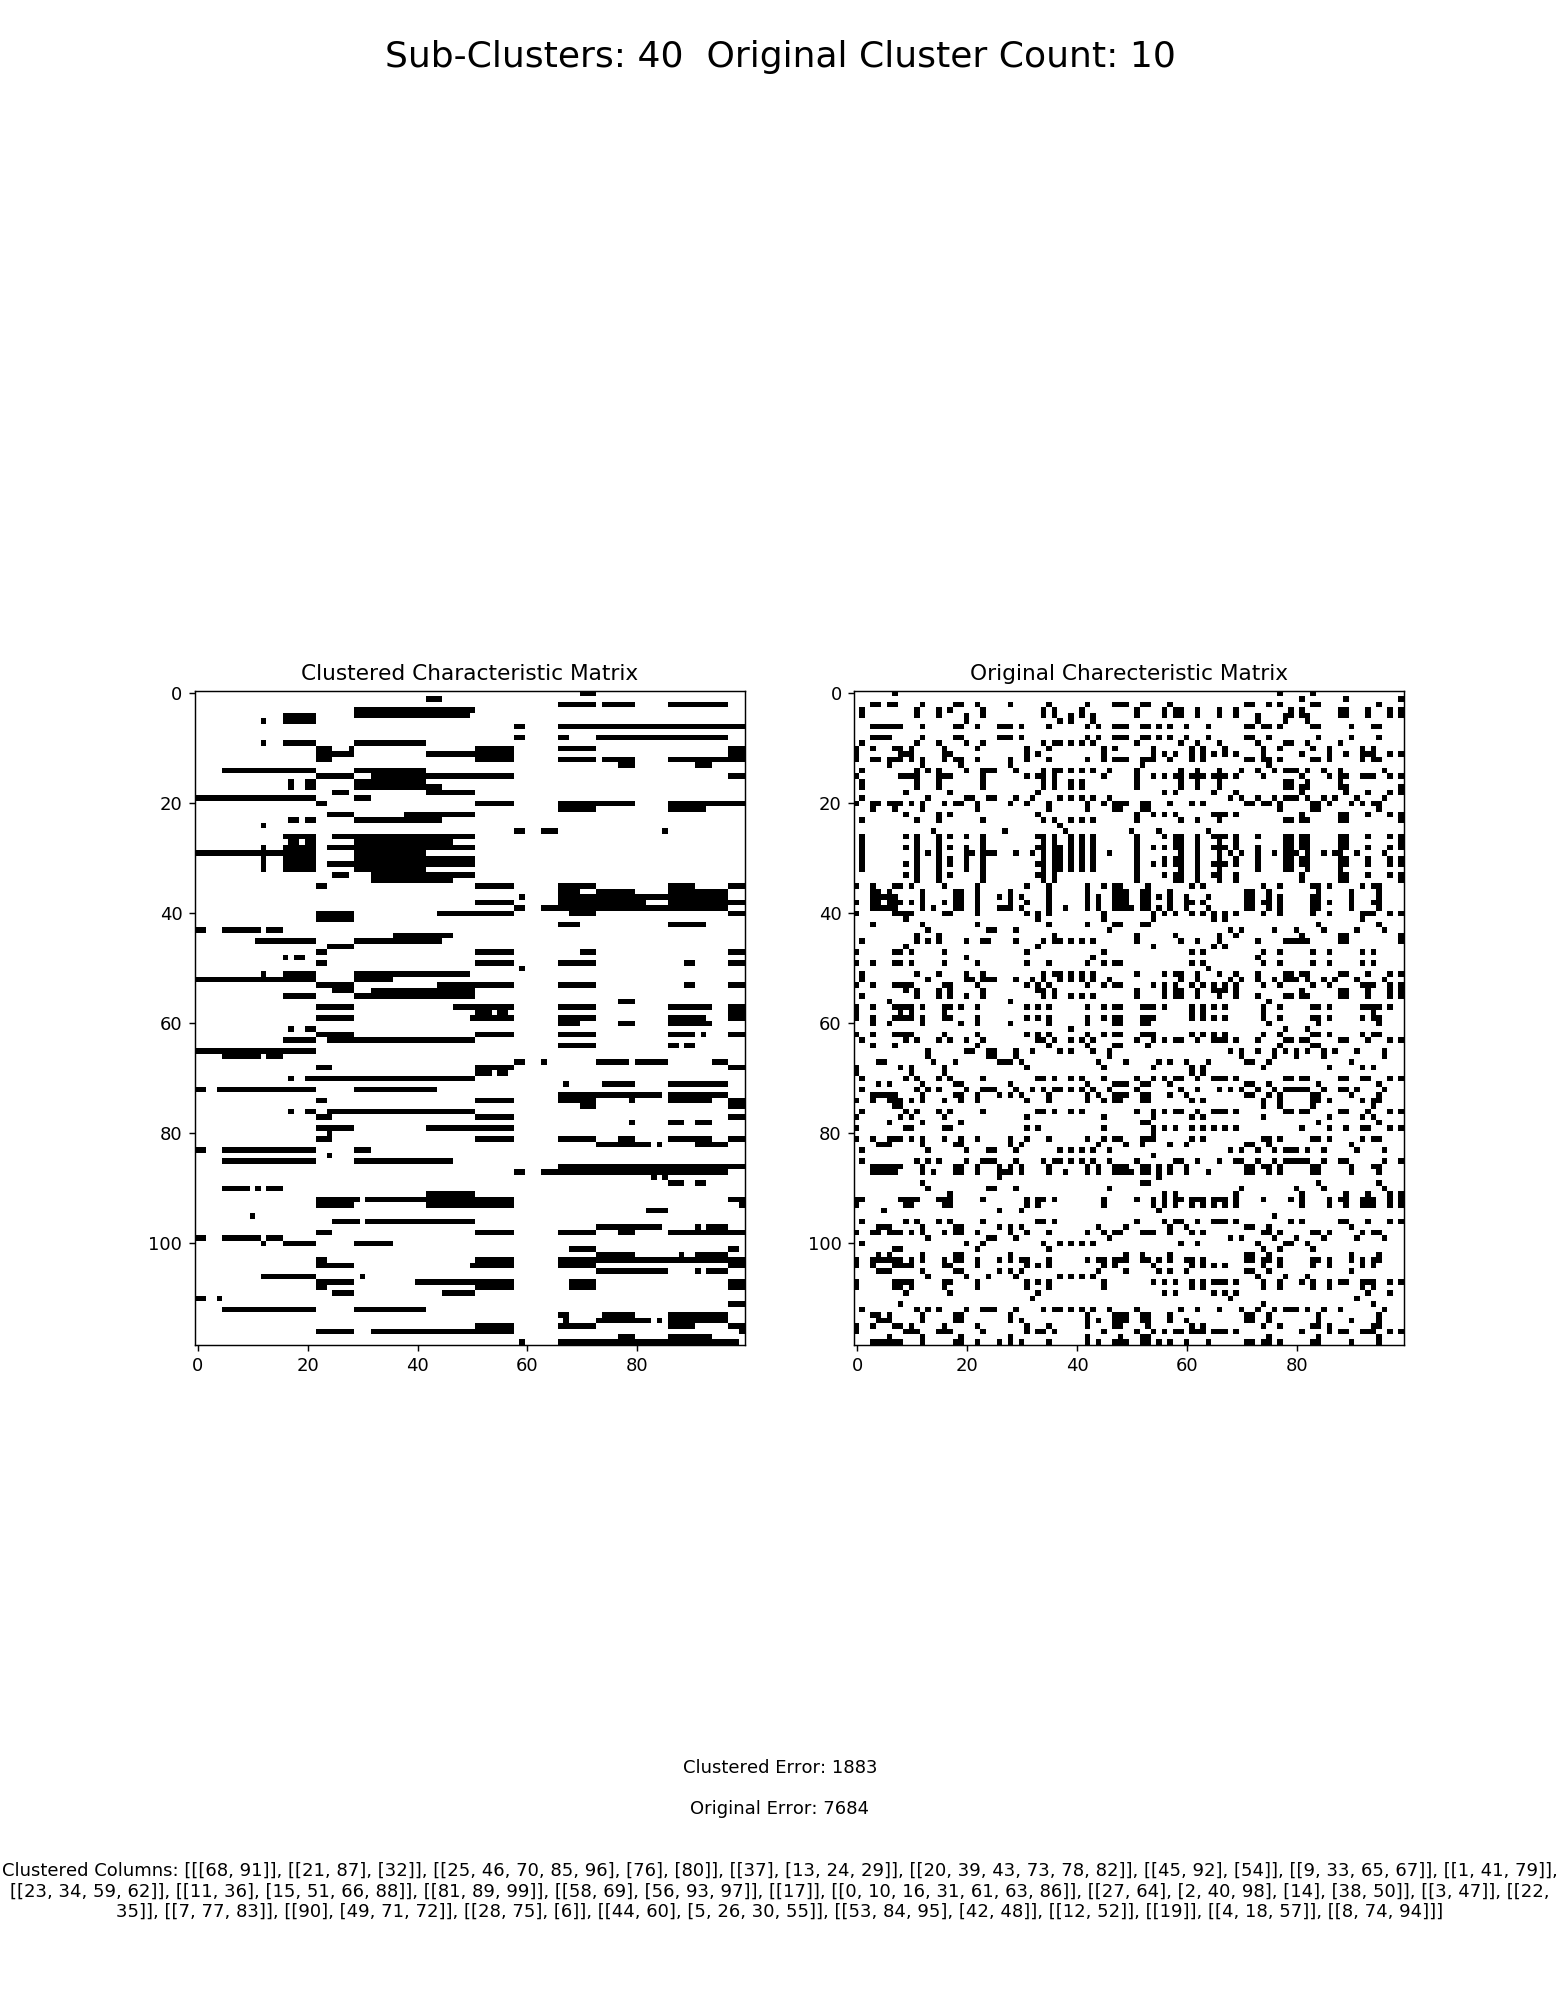 Sub-Clusters: 40  Original Cluster Count: 10
Clustered Characteristic Matrix
Original Charecteristic Matrix
0
20
40
60
80
100
0
20
40
60
80
0
20
40
60
80
100
0
20
40
60
80
Clustered Error: 1883
Original Error: 7684
Clustered Columns: [[[68, 91]], [[21, 87], [32]], [[25, 46, 70, 85, 96], [76], [80]], [[37], [13, 24, 29]], [[20, 39, 43, 73, 78, 82]], [[45, 92], [54]], [[9, 33, 65, 67]], [[1, 41, 79]],
[[23, 34, 59, 62]], [[11, 36], [15, 51, 66, 88]], [[81, 89, 99]], [[58, 69], [56, 93, 97]], [[17]], [[0, 10, 16, 31, 61, 63, 86]], [[27, 64], [2, 40, 98], [14], [38, 50]], [[3, 47]], [[22,
35]], [[7, 77, 83]], [[90], [49, 71, 72]], [[28, 75], [6]], [[44, 60], [5, 26, 30, 55]], [[53, 84, 95], [42, 48]], [[12, 52]], [[19]], [[4, 18, 57]], [[8, 74, 94]]]